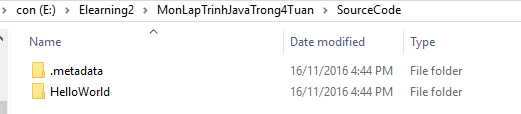 con (E:) > Elearning2 > MonLapTrinhJavaTrong4Tuan > SourceCode
Name Date modified Type
.metadata 16/11/2016 4:44 PM File folder
HelloWorld 16/11/2016 4:44 PM File folder